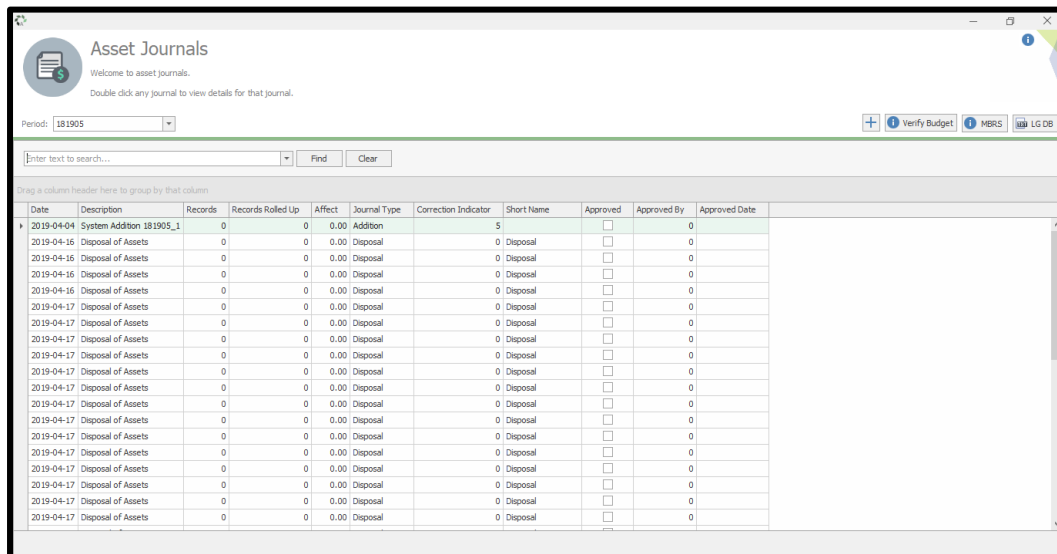 Asset Journals
Welcome to asset journals.
Double click any journal to view details for that journal.
Period: 181905
Verify Budget MBRS LG DB
Enter text to search... Find Clear
Drag a column header here to group by that column
Date Description Records Records Rolled Up Affect Journal Type Correction Indicator Short Name Approved Approved By Approved Date
2019-04-04 System Addition 181905_1 0 0 0.00 Addition 5 0
2019-04-16 Disposal of Assets 0 0 0.00 Disposal 0 Disposal 0
2019-04-16 Disposal of Assets 0 0 0.00 Disposal 0 Disposal 0
2019-04-16 Disposal of Assets 0 0 0.00 Disposal 0 Disposal 0
2019-04-16 Disposal of Assets 0 0 0.00 Disposal 0 Disposal 0
2019-04-17 Disposal of Assets 0 0 0.00 Disposal 0 Disposal 0
2019-04-17 Disposal of Assets 0 0 0.00 Disposal 0 Disposal 0
2019-04-17 Disposal of Assets 0 0 0.00 Disposal 0 Disposal 0
2019-04-17 Disposal of Assets 0 0 0.00 Disposal 0 Disposal 0
2019-04-17 Disposal of Assets 0 0 0.00 Disposal 0 Disposal 0
2019-04-17 Disposal of Assets 0 0 0.00 Disposal 0 Disposal 0
2019-04-17 Disposal of Assets 0 0 0.00 Disposal 0 Disposal 0
2019-04-17 Disposal of Assets 0 0 0.00 Disposal 0 Disposal 0
2019-04-17 Disposal of Assets 0 0 0.00 Disposal 0 Disposal 0
2019-04-17 Disposal of Assets 0 0 0.00 Disposal 0 Disposal 0
2019-04-17 Disposal of Assets 0 0 0.00 Disposal 0 Disposal 0
2019-04-17 Disposal of Assets 0 0 0.00 Disposal 0 Disposal 0
2019-04-17 Disposal of Assets 0 0 0.00 Disposal 0 Disposal 0
2019-04-17 Disposal of Assets 0 0 0.00 Disposal 0 Disposal 0